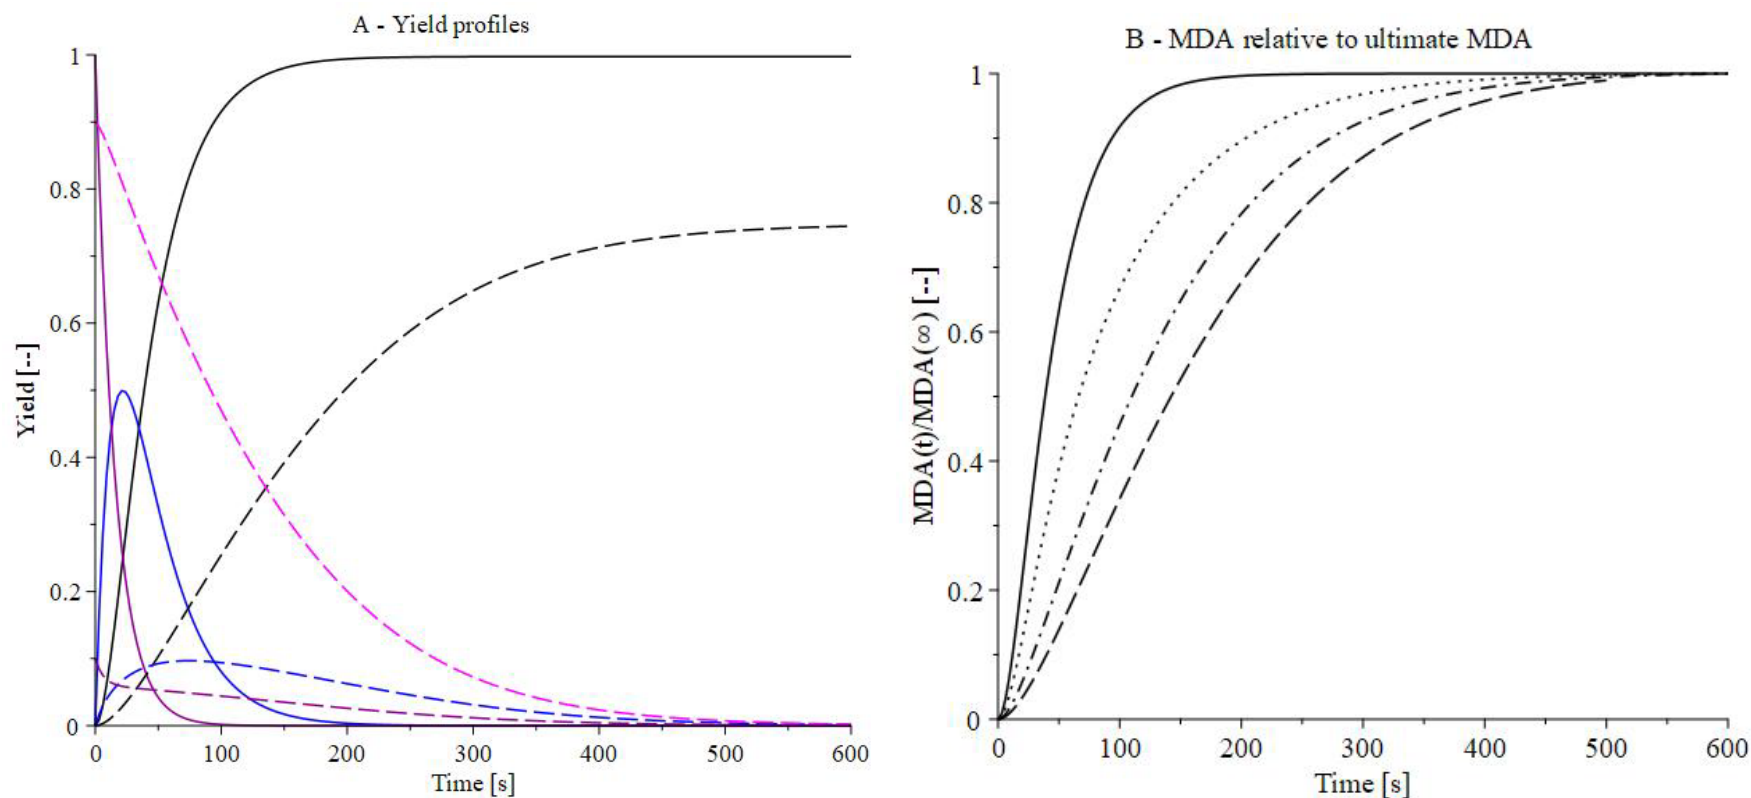 A - Yield profiles
1
0.8
0.6
0.4
0.2
0
Yield [--]
0 100 200 300 400 500 600
Time [s]
B - MDA relative to ultimate MDA
1
0.8
0.6
0.4
0.2
0
MDA(t)/MDA(∞) [--]
0 100 200 300 400 500 600
Time [s]